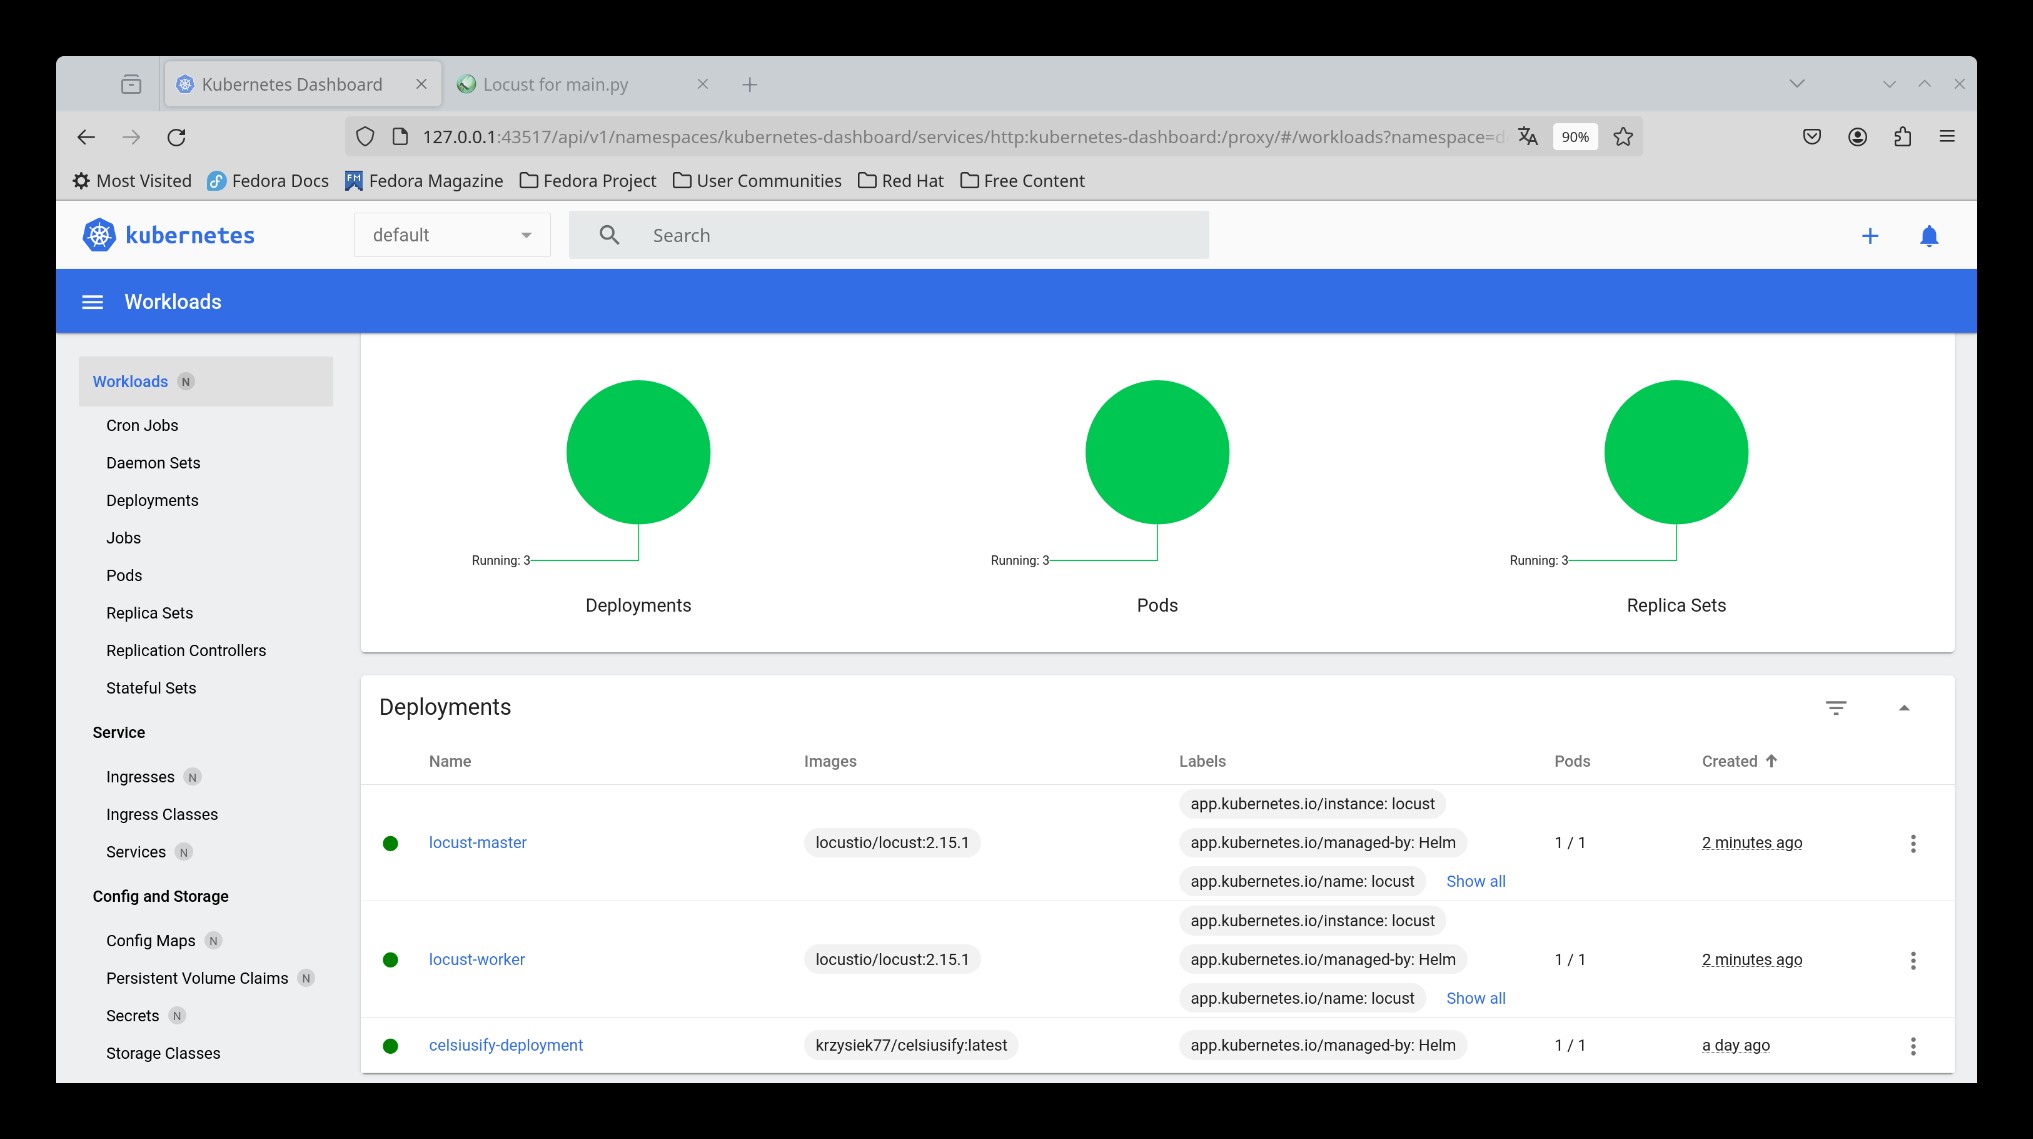 Kubernetes Dashboard
Locust for main.py
127.0.0.1:43517/api/v1/namespaces/kubernetes-dashboard/services/http:kubernetes-dashboard:/proxy/#/workloads?namespace=d
90%
Most Visited
Fedora Docs
Fedora Magazine
Fedora Project
User Communities
Red Hat
Free Content
kubernetes
default
Search
Workloads
Workloads N
Cron Jobs
Daemon Sets
Deployments
Jobs
Pods
Replica Sets
Replication Controllers
Stateful Sets
Service
Ingresses N
Ingress Classes
Services N
Config and Storage
Config Maps N
Persistent Volume Claims N
Secrets N
Storage Classes
Running: 3
Deployments
Running: 3
Pods
Running: 3
Replica Sets
Deployments
Name Images Labels Pods Created
locust-master
locustio/locust:2.15.1
app.kubernetes.io/instance: locust
app.kubernetes.io/managed-by: Helm
app.kubernetes.io/name: locust Show all
1 / 1
2 minutes ago
locust-worker
locustio/locust:2.15.1
app.kubernetes.io/instance: locust
app.kubernetes.io/managed-by: Helm
app.kubernetes.io/name: locust Show all
1 / 1
2 minutes ago
celsiusify-deployment
krzysiek77/celsiusify:latest
app.kubernetes.io/managed-by: Helm
1 / 1
a day ago